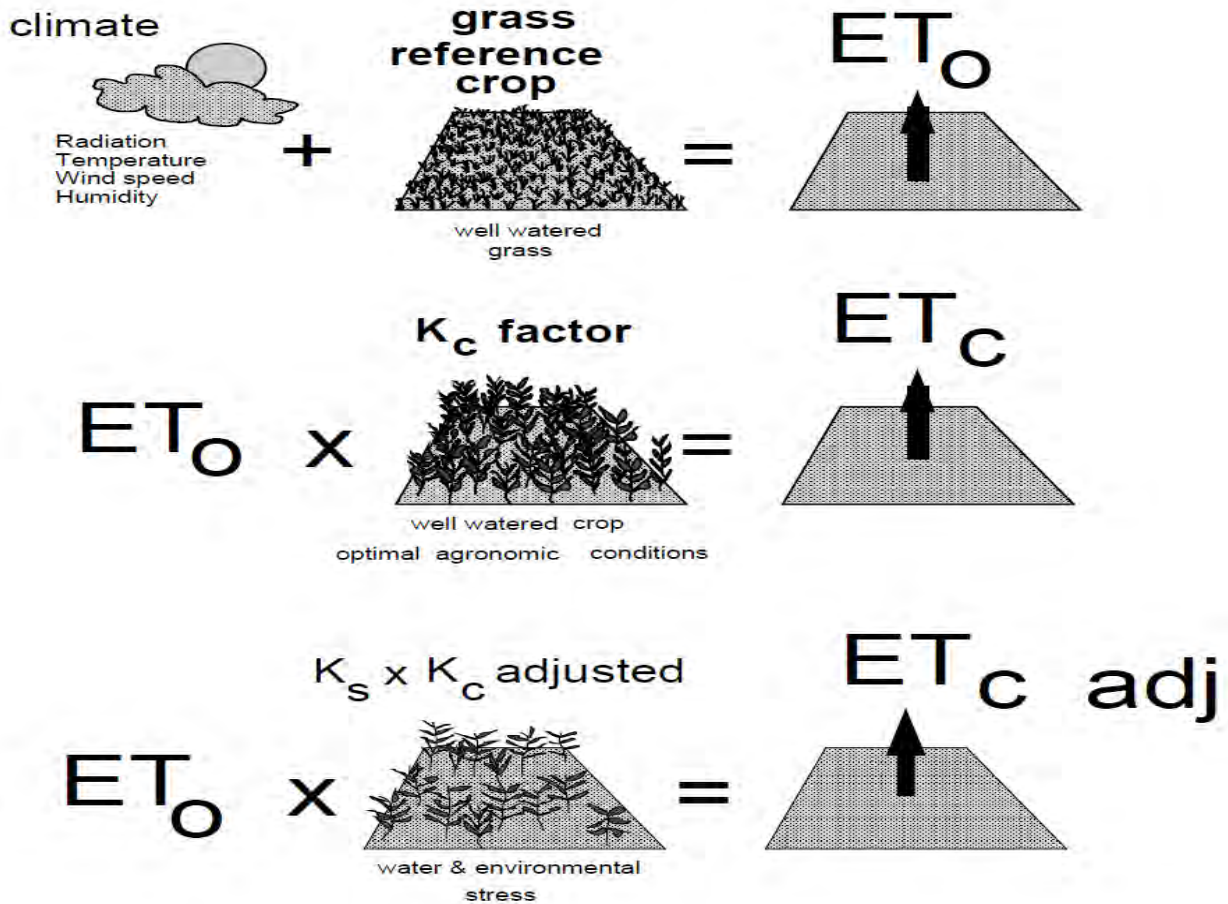 climate
Radiation
Temperature
Wind speed
Humidity
+
grass
reference
crop
well watered
grass
=
ETo
Kc factor
ETo x
well watered crop
optimal agronomic conditions
=
ETc
Ks x Kc adjusted
ETo x
water & environmental
stress
=
ETc adj